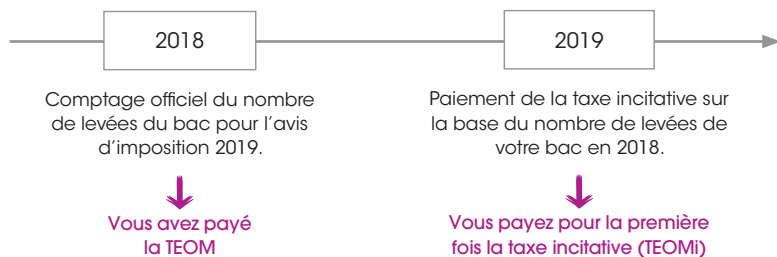 2018
Comptage officiel du nombre
de levées du bac pour l'avis
d'imposition 2019.
Vous avez payé
la TEOM
2019
Paiement de la taxe incitative sur
la base du nombre de levées de
votre bac en 2018.
Vous payez pour la première
fois la taxe incitative (TEOMi)